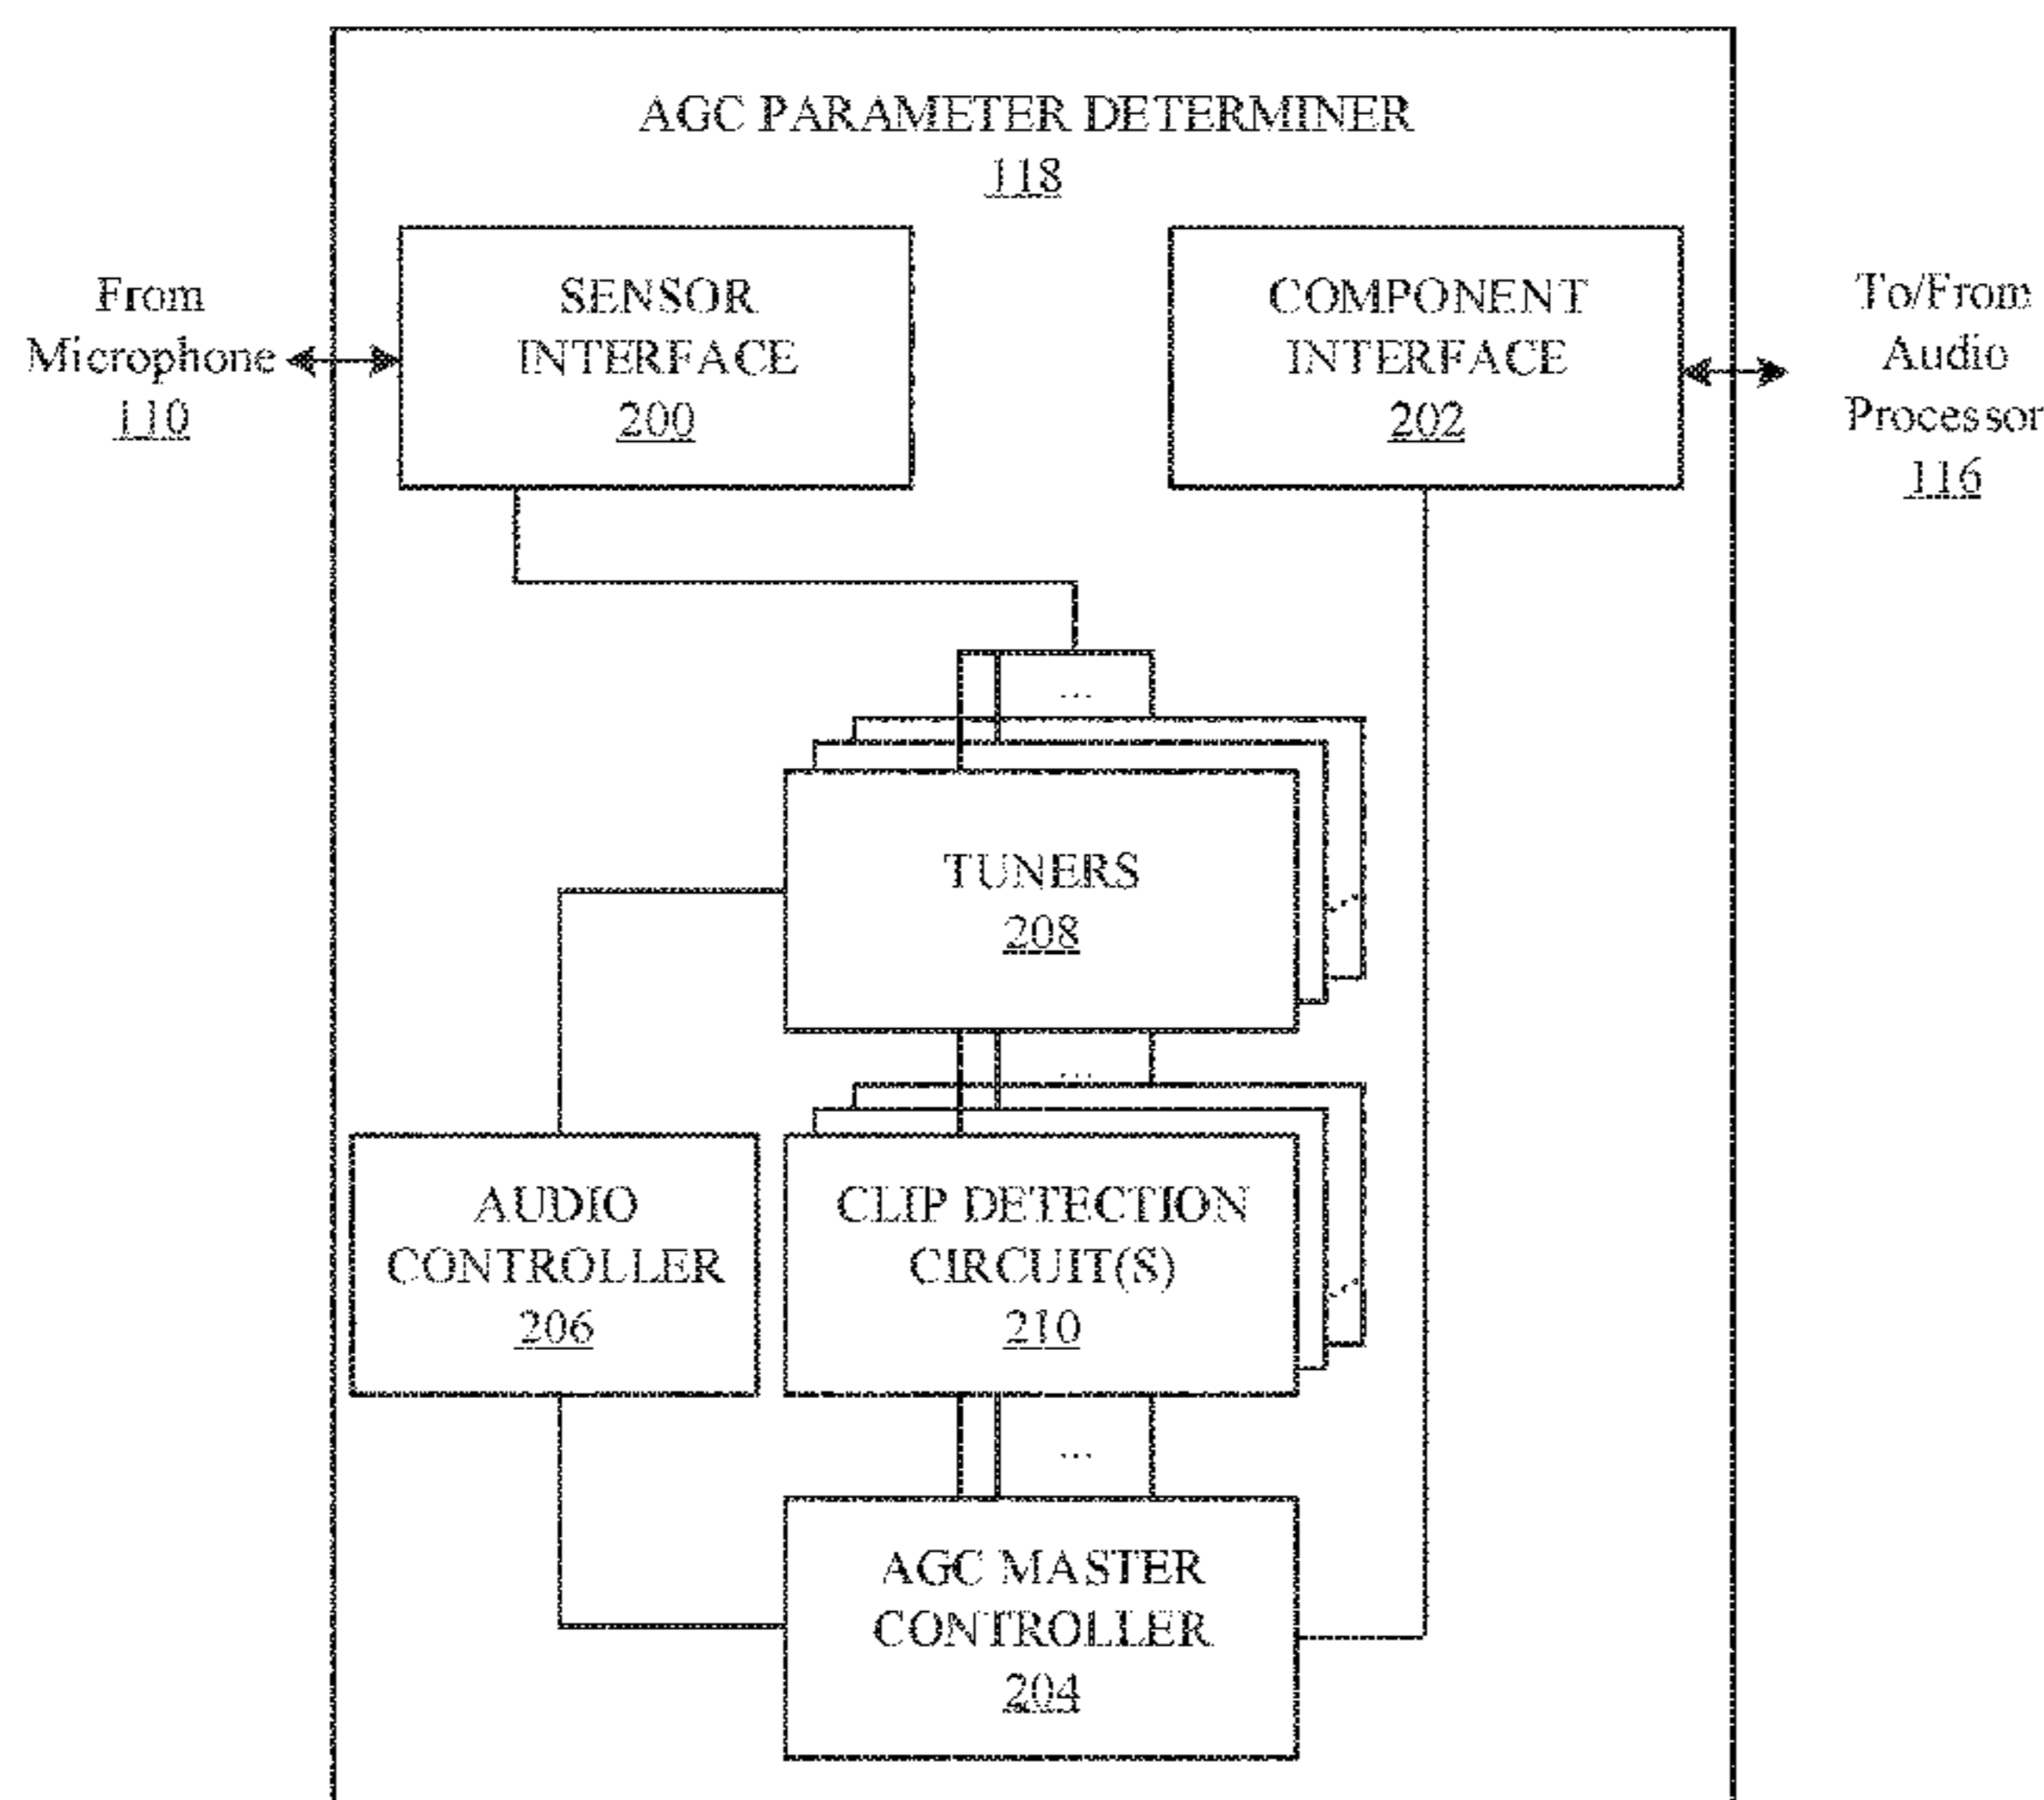 AGC PARAMETER DETERMINER
118
From
Microphone
110
SENSOR
INTERFACE
200
COMPONENT
INTERFACE
202
To/From
Audio
Processor
116
...
TUNERS
208
...
...
AUDIO
CONTROLLER
206
CLIP DETECTION
CIRCUIT(S)
210
...
...
AGC MASTER
CONTROLLER
204